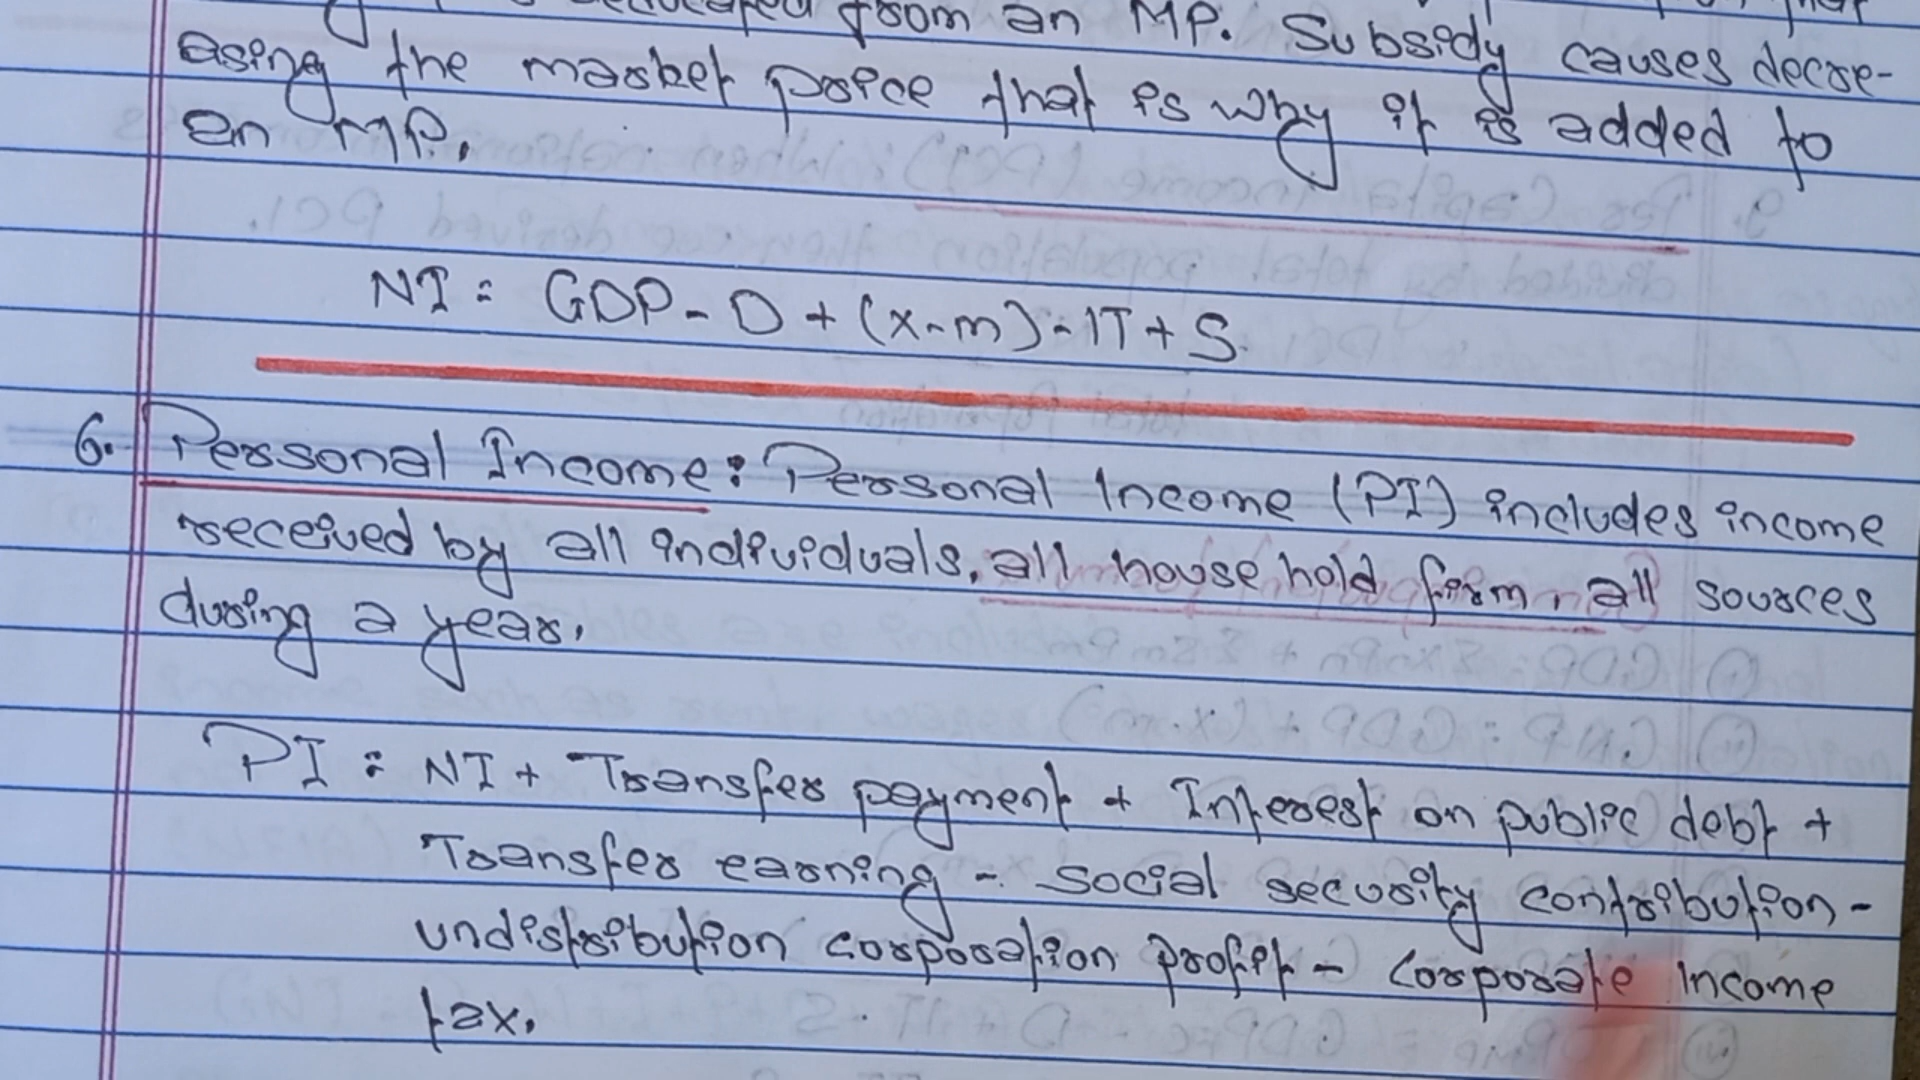 from an MP. Subsidy causes decre-
asing the market price that is why it is added to
an MP.
NI = GDP - D + (x-m) - IT + S.
6. Personal Income: Personal Income (PI) includes income
received by all individuals, all house hold firm, all sources
during a year.
PI = NI + Transfer payment + Interest on public debt +
Transfer earning - Social security contribution -
undistribution corporation profit - Corporate Income
tax.